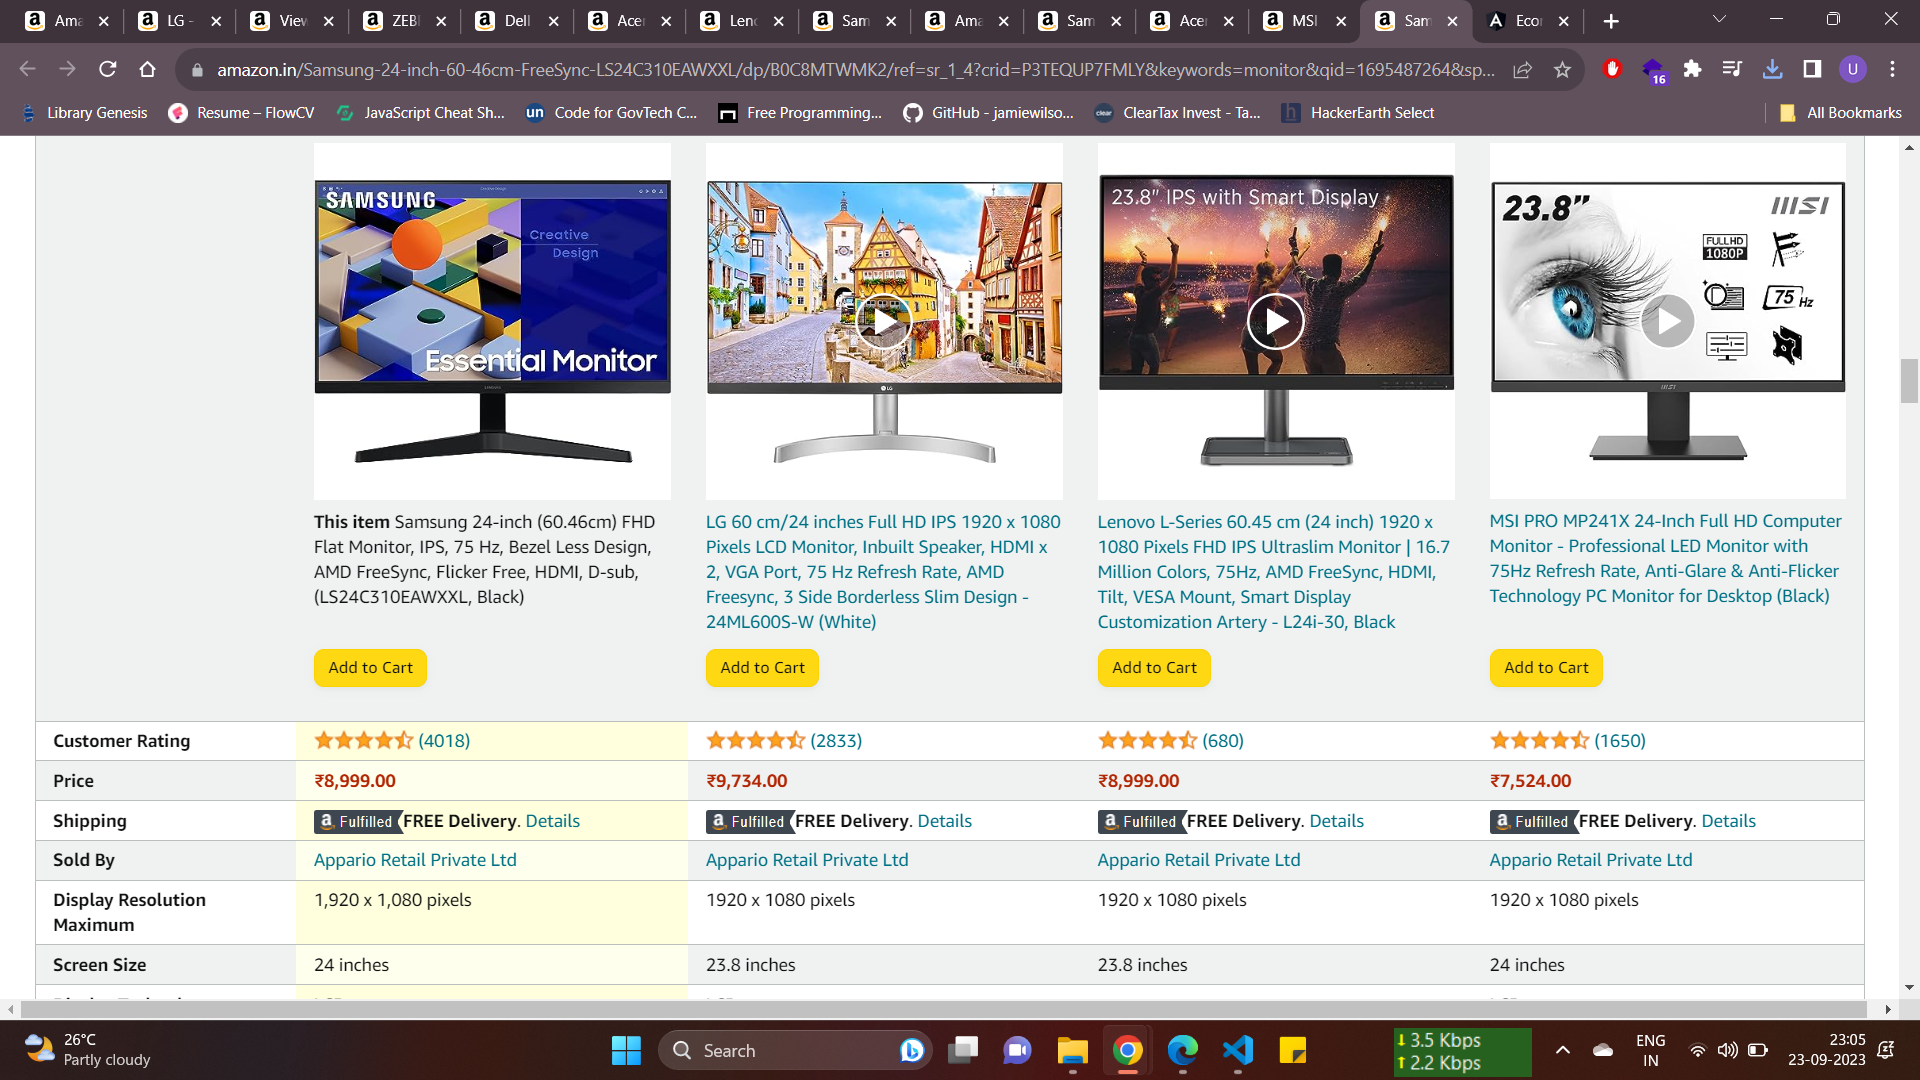 Ama
LG -
View
ZEB
Dell
Acer
Leno
Sam
Ama
Sam
Acer
MSI
Sam
Eco
amazon.in/Samsung-24-inch-60-46cm-FreeSync-LS24C310EAWXXL/dp/B0C8MTWMK2/ref=sr_1_4?crid=P3TEQUP7FMLY&keywords=monitor&qid=1695487264&sp...
16
U
Library Genesis
Resume – FlowCV
JavaScript Cheat Sh...
un
Code for GovTech C...
Free Programming...
GitHub - jamiewilso...
clear
ClearTax Invest - Ta...
h
HackerEarth Select
All Bookmarks
SAMSUNG
Creative
Design
Essential Monitor
LG
23.8" IPS with Smart Display
23.8"
MSI
FULL HD
1080P
75 Hz
This item Samsung 24-inch (60.46cm) FHD
Flat Monitor, IPS, 75 Hz, Bezel Less Design,
AMD FreeSync, Flicker Free, HDMI, D-sub,
(LS24C310EAWXXL, Black)
LG 60 cm/24 inches Full HD IPS 1920 x 1080
Pixels LCD Monitor, Inbuilt Speaker, HDMI x
2, VGA Port, 75 Hz Refresh Rate, AMD
Freesync, 3 Side Borderless Slim Design -
24ML600S-W (White)
Lenovo L-Series 60.45 cm (24 inch) 1920 x
1080 Pixels FHD IPS Ultraslim Monitor | 16.7
Million Colors, 75Hz, AMD FreeSync, HDMI,
Tilt, VESA Mount, Smart Display
Customization Artery - L24i-30, Black
MSI PRO MP241X 24-Inch Full HD Computer
Monitor - Professional LED Monitor with
75Hz Refresh Rate, Anti-Glare & Anti-Flicker
Technology PC Monitor for Desktop (Black)
Add to Cart
Add to Cart
Add to Cart
Add to Cart
Customer Rating
(4018)
(2833)
(680)
(1650)
Price
₹8,999.00
₹9,734.00
₹8,999.00
₹7,524.00
Shipping
a Fulfilled FREE Delivery. Details
a Fulfilled FREE Delivery. Details
a Fulfilled FREE Delivery. Details
a Fulfilled FREE Delivery. Details
Sold By
Appario Retail Private Ltd
Appario Retail Private Ltd
Appario Retail Private Ltd
Appario Retail Private Ltd
Display Resolution
Maximum
1,920 x 1,080 pixels
1920 x 1080 pixels
1920 x 1080 pixels
1920 x 1080 pixels
Screen Size
24 inches
23.8 inches
23.8 inches
24 inches
26°C
Partly cloudy
Search
3.5 Kbps
2.2 Kbps
ENG
IN
23:05
23-09-2023